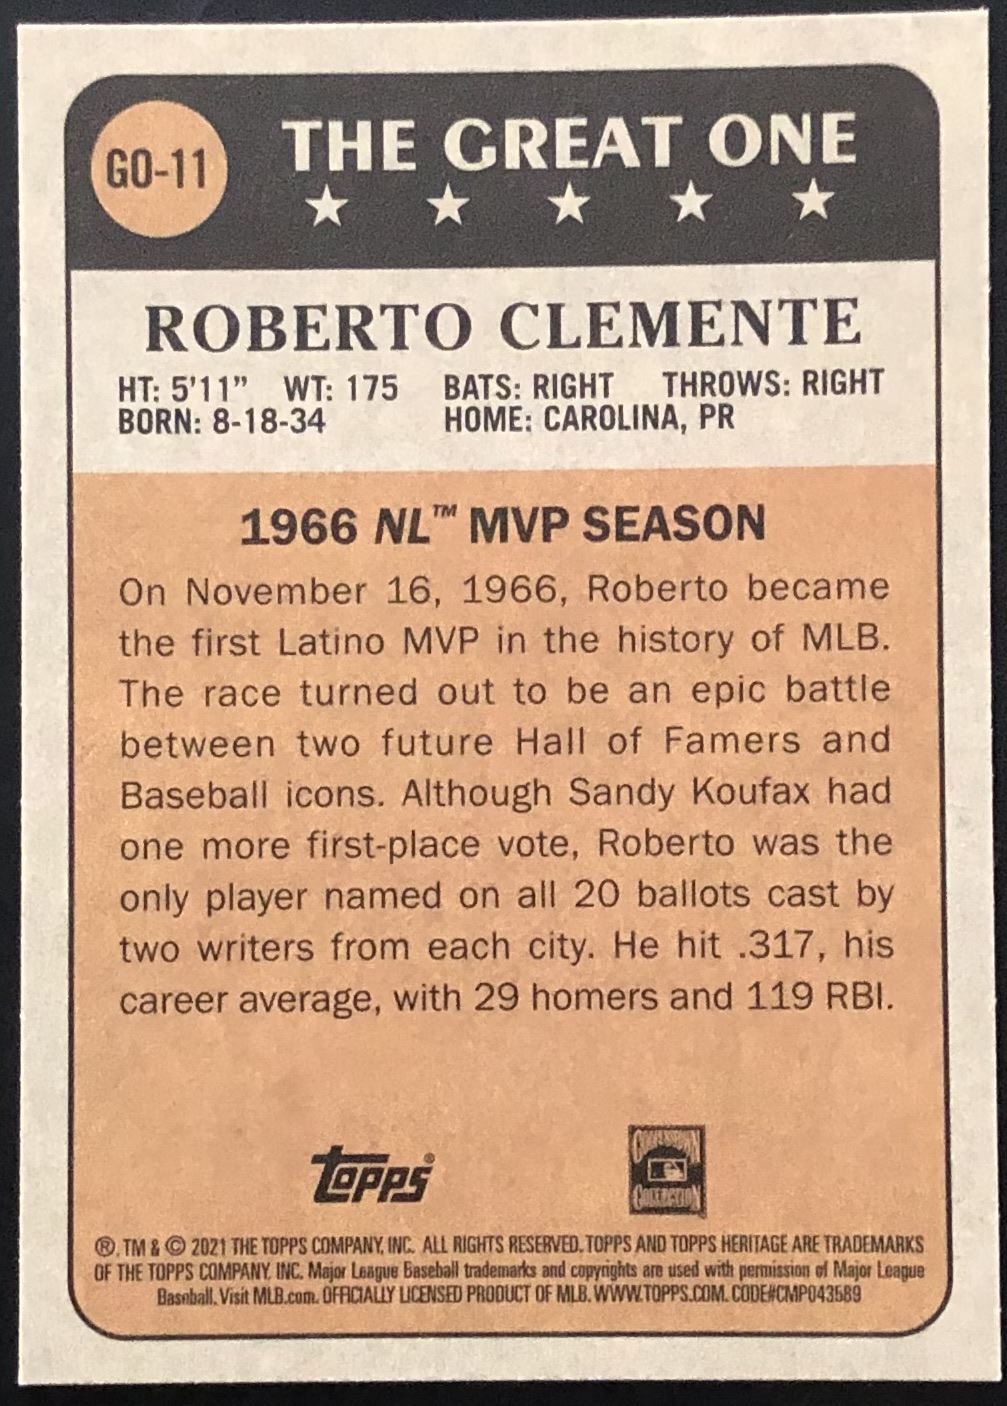 GO-11
THE GREAT ONE
ROBERTO CLEMENTE
HT: 5'11" WT: 175 BATS: RIGHT THROWS: RIGHT
BORN: 8-18-34 HOME: CAROLINA, PR
1966 NL™ MVP SEASON
On November 16, 1966, Roberto became
the first Latino MVP in the history of MLB.
The race turned out to be an epic battle
between two future Hall of Famers and
Baseball icons. Although Sandy Koufax had
one more first-place vote, Roberto was the
only player named on all 20 ballots cast by
two writers from each city. He hit .317, his
career average, with 29 homers and 119 RBI.
Topps®
COOPERSTOWN
COLLECTION
®, TM & © 2021 THE TOPPS COMPANY, INC. ALL RIGHTS RESERVED. TOPPS AND TOPPS HERITAGE ARE TRADEMARKS
OF THE TOPPS COMPANY, INC. Major League Baseball trademarks and copyrights are used with permission of Major League
Baseball. Visit MLB.com. OFFICIALLY LICENSED PRODUCT OF MLB. WWW.TOPPS.COM. CODE#CMP043589